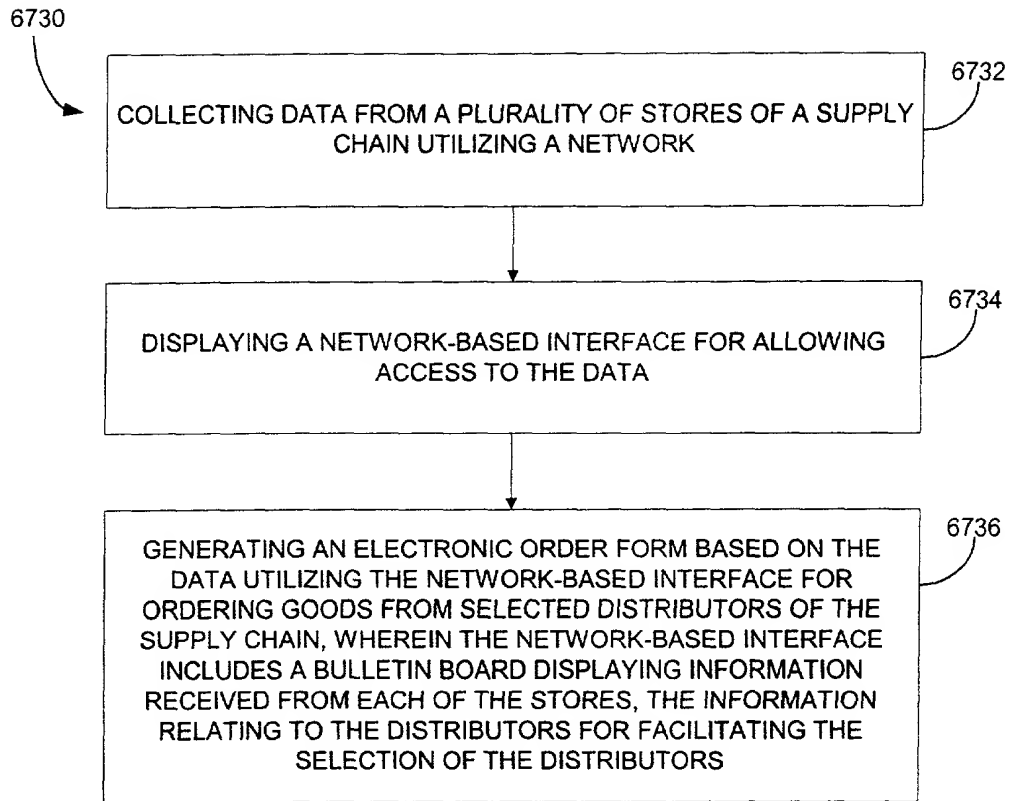 6730
6732
COLLECTING DATA FROM A PLURALITY OF STORES OF A SUPPLY
CHAIN UTILIZING A NETWORK
6734
DISPLAYING A NETWORK-BASED INTERFACE FOR ALLOWING
ACCESS TO THE DATA
6736
GENERATING AN ELECTRONIC ORDER FORM BASED ON THE
DATA UTILIZING THE NETWORK-BASED INTERFACE FOR
ORDERING GOODS FROM SELECTED DISTRIBUTORS OF THE
SUPPLY CHAIN, WHEREIN THE NETWORK-BASED INTERFACE
INCLUDES A BULLETIN BOARD DISPLAYING INFORMATION
RECEIVED FROM EACH OF THE STORES, THE INFORMATION
RELATING TO THE DISTRIBUTORS FOR FACILITATING THE
SELECTION OF THE DISTRIBUTORS